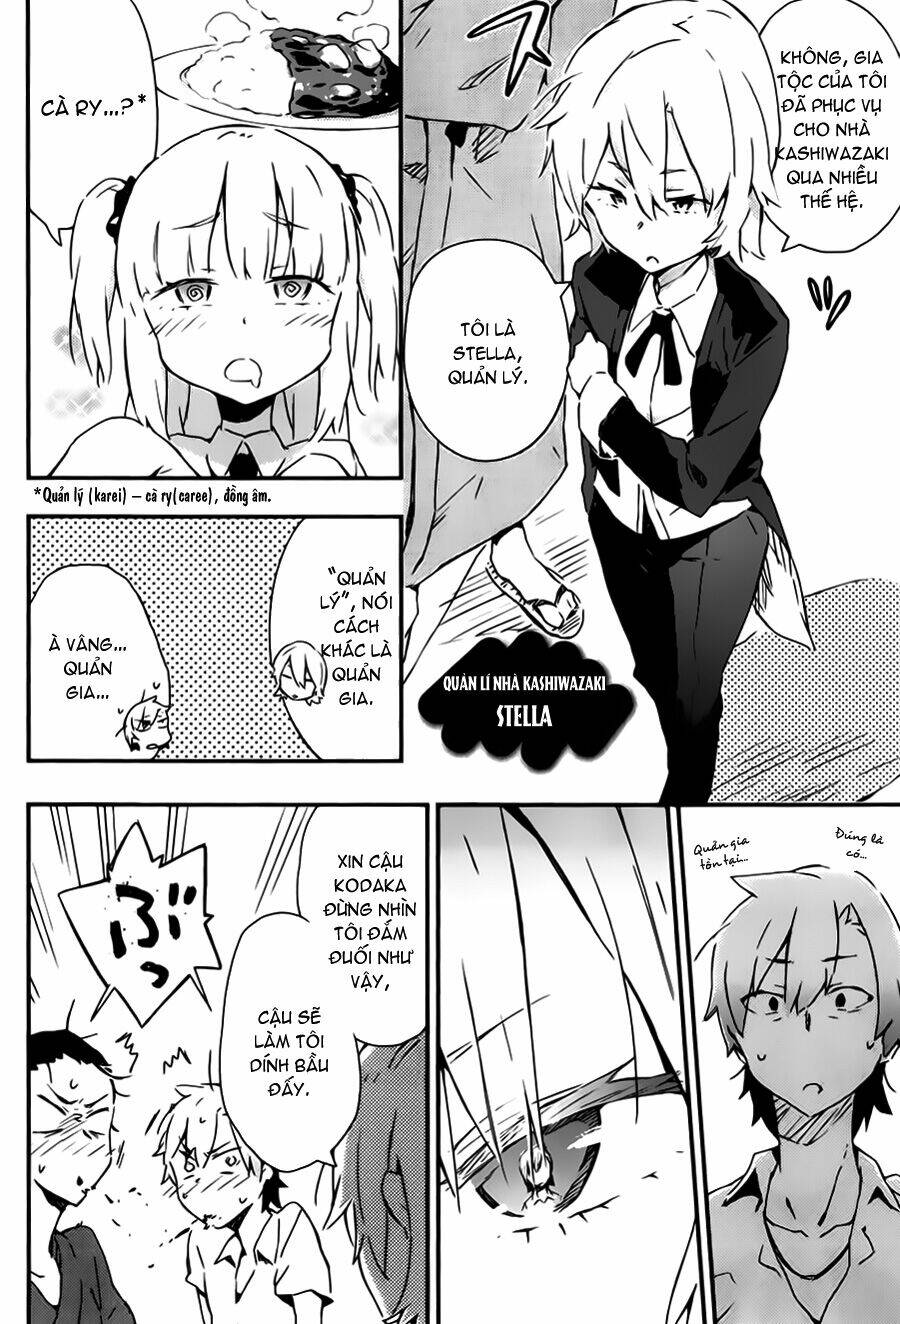 KHÔNG, GIA
TỘC CỦA TÔI
ĐÃ PHỤC VỤ
CHO NHÀ
KASHIWAZAKI
QUA NHIỀU
THẾ HỆ.
TÔI LÀ
STELLA,
QUẢN LÝ.
QUẢN LÍ NHÀ KASHIWAZAKI
STELLA
CÀ RY...?*
*Quản lý (karei) – cà ry(caree), đồng âm.
"QUẢN
LÝ", NÓI
CÁCH
KHÁC LÀ
QUẢN
GIA.
À VÂNG...
QUẢN
GIA...
Đúng là
có...
Quản gia
tồn tại...
XIN CẬU
KODAKA
ĐỪNG NHÌN
TÔI ĐẮM
ĐUỐI NHƯ
VẬY,
CẬU SẼ
LÀM TÔI
DÍNH BẦU
ĐẤY.
ぶっ